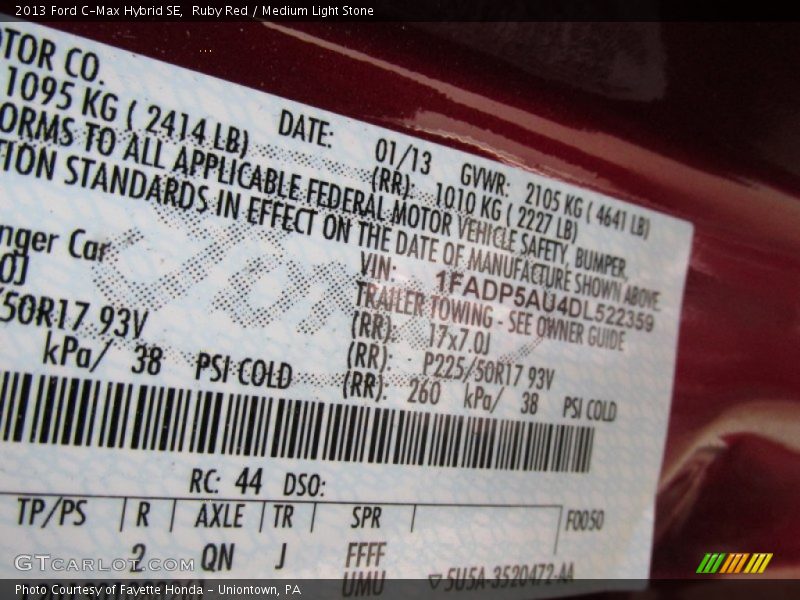 2013 Ford C-Max Hybrid SE, Ruby Red / Medium Light Stone
OTOR CO.
DATE: 01/13 GVWR: 2105 KG ( 4641 LB)
1095 KG ( 2414 LB) (RR): 1010 KG ( 2227 LB)
ORMS TO ALL APPLICABLE FEDERAL MOTOR VEHICLE SAFETY, BUMPER,
TION STANDARDS IN EFFECT ON THE DATE OF MANUFACTURE SHOWN ABOVE.
VIN: 1FADP5AU4DL522359
nger Car TRAILER TOWING - SEE OWNER GUIDE
0J (RR): 17x7.0J
/50R17 93V (RR): P225/50R17 93V
kPa/ 38 PSI COLD (RR): 260 kPa/ 38 PSI COLD
RC: 44 DSO:
TP/PS R AXLE TR SPR F0050
2 QN J FFFF
UMU 5U5A-3520472-AA
GTcarlot.com
Photo Courtesy of Fayette Honda - Uniontown, PA